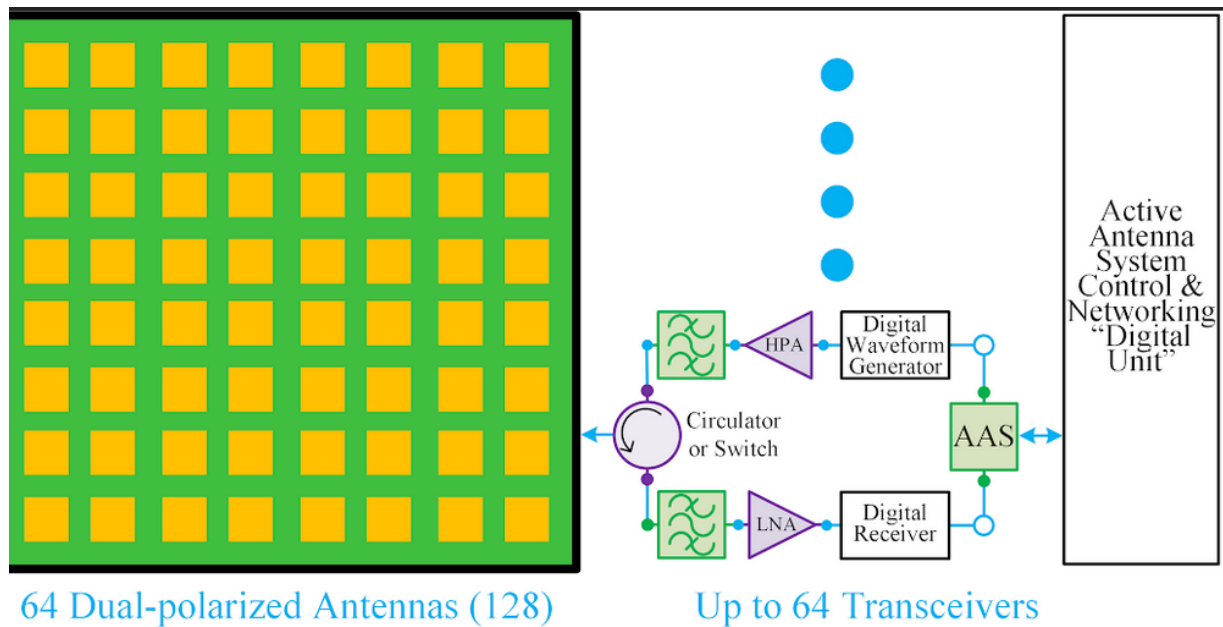 HPA
Digital
Waveform
Generator
Circulator
or Switch
AAS
LNA
Digital
Receiver
Active
Antenna
System
Control &
Networking
“Digital
Unit”
64 Dual-polarized Antennas (128)
Up to 64 Transceivers